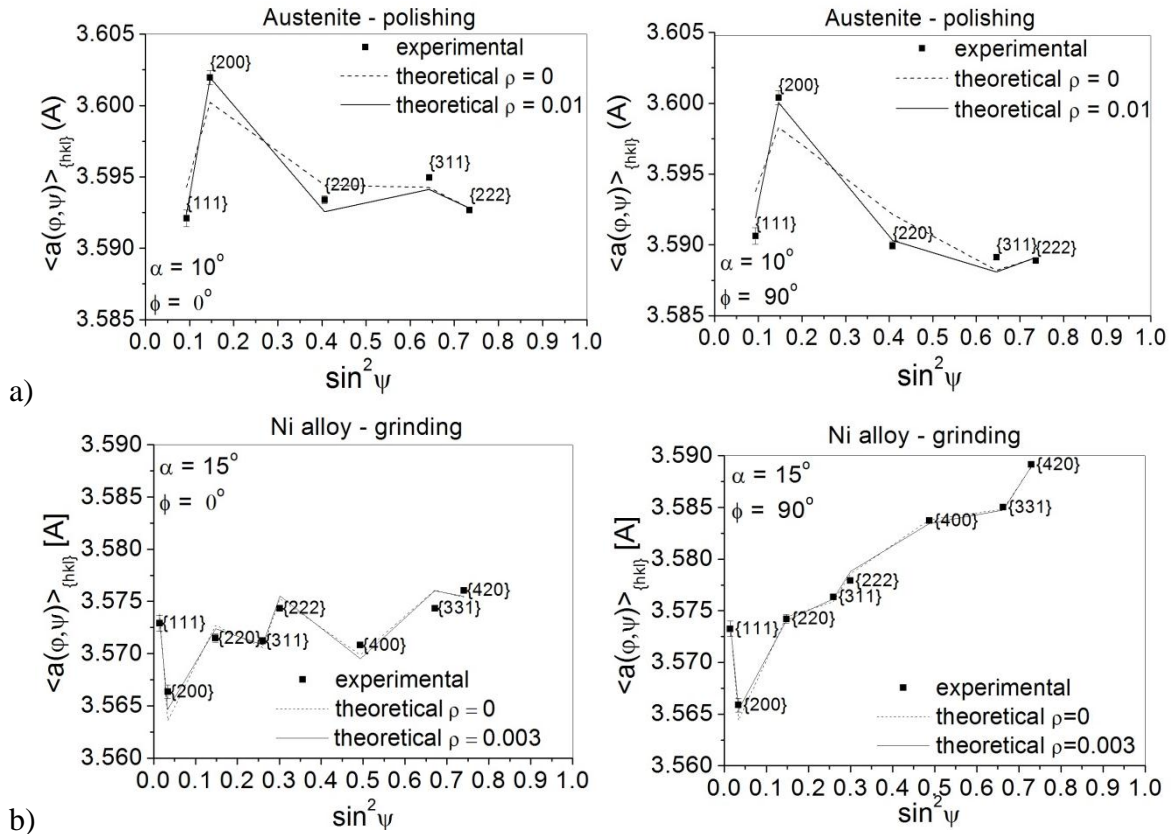 Austenite - polishing
3.605
3.600
3.595
3.590
3.585
<a(φ,ψ)>{hkl} (A)
{200}
{111}
{220}
{311}
{222}
experimental
theoretical ρ = 0
theoretical ρ = 0.01
α = 10°
ϕ = 0°
0.0 0.1 0.2 0.3 0.4 0.5 0.6 0.7 0.8 0.9 1.0
sin²ψ
Austenite - polishing
3.605
3.600
3.595
3.590
3.585
<a(φ,ψ)>{hkl} (A)
{200}
{111}
{220}
{311}
{222}
experimental
theoretical ρ = 0
theoretical ρ = 0.01
α = 10°
ϕ = 90°
0.0 0.1 0.2 0.3 0.4 0.5 0.6 0.7 0.8 0.9 1.0
sin²ψ
a)
Ni alloy - grinding
3.590
3.585
3.580
3.575
3.570
3.565
3.560
<a(φ,ψ)>{hkl} [A]
α = 15°
ϕ = 0°
{111}
{200}
{220}
{311}
{222}
{400}
{331}
{420}
experimental
theoretical ρ = 0
theoretical ρ = 0.003
0.0 0.1 0.2 0.3 0.4 0.5 0.6 0.7 0.8 0.9 1.0
sin²ψ
Ni alloy - grinding
3.590
3.585
3.580
3.575
3.570
3.565
3.560
<a(φ,ψ)>{hkl} [A]
α = 15°
ϕ = 90°
{111}
{200}
{220}
{311}
{222}
{400}
{331}
{420}
experimental
theoretical ρ=0
theoretical ρ=0.003
0.0 0.1 0.2 0.3 0.4 0.5 0.6 0.7 0.8 0.9 1.0
sin²ψ
b)